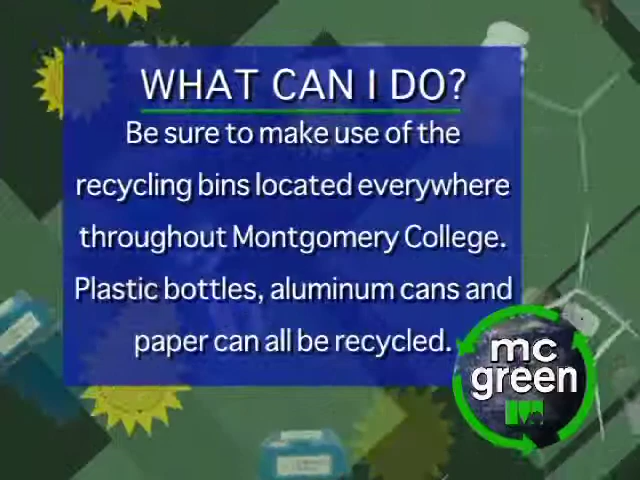 WHAT CAN I DO?
Be sure to make use of the
recycling bins located everywhere
throughout Montgomery College.
Plastic bottles, aluminum cans and
paper can all be recycled.
mc
green